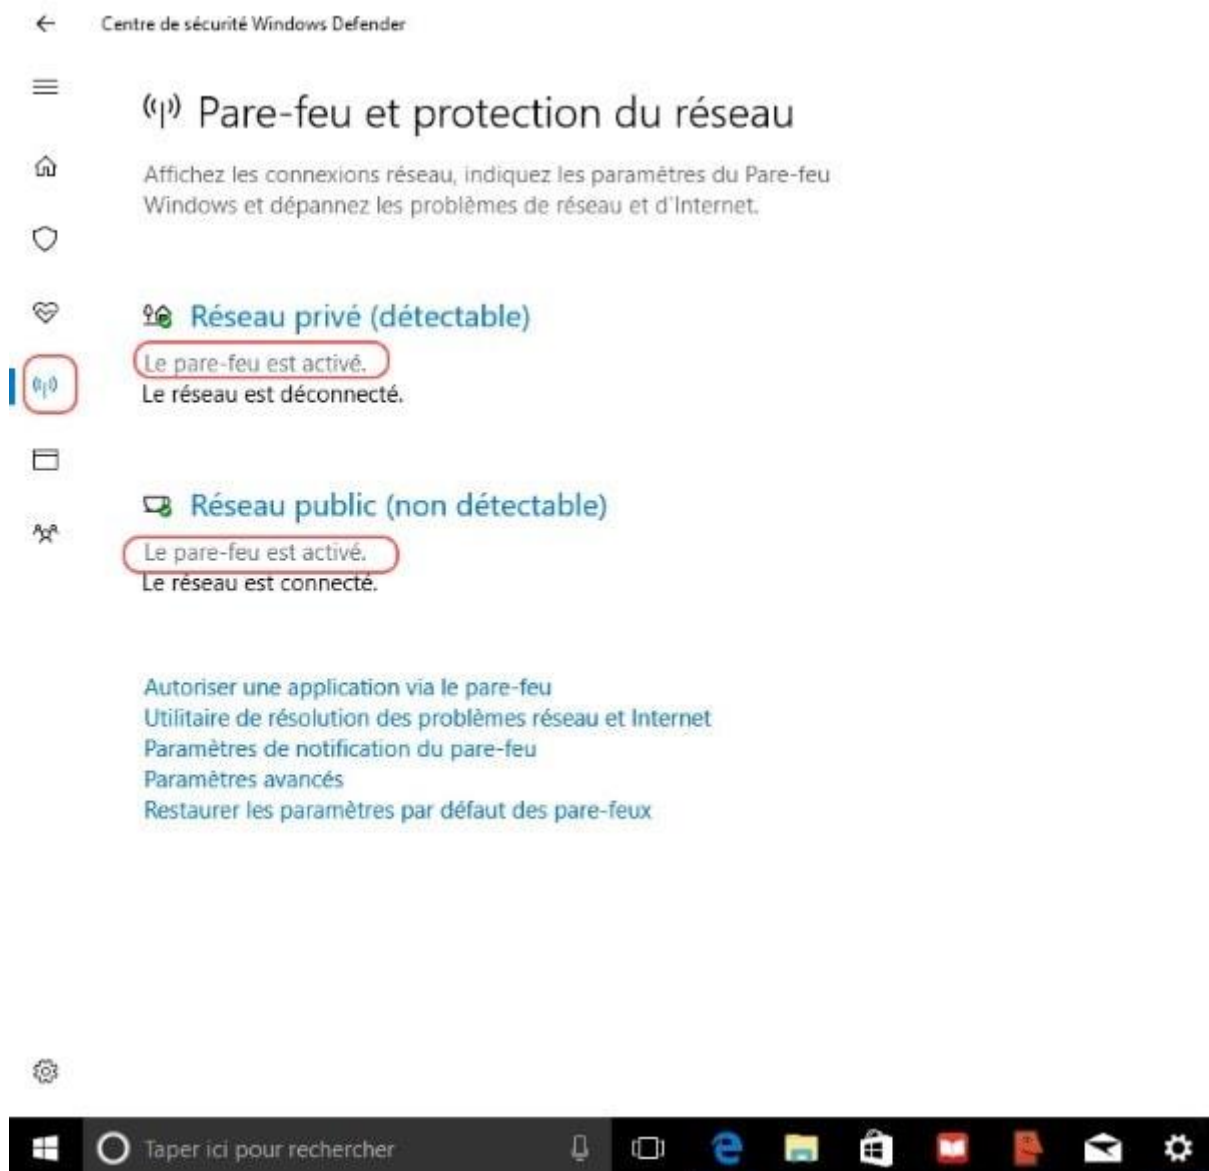 Centre de sécurité Windows Defender
Pare-feu et protection du réseau
Affichez les connexions réseau, indiquez les paramètres du Pare-feu
Windows et dépannez les problèmes de réseau et d'Internet.
Réseau privé (détectable)
Le pare-feu est activé.
Le réseau est déconnecté.
Réseau public (non détectable)
Le pare-feu est activé.
Le réseau est connecté.
Autoriser une application via le pare-feu
Utilitaire de résolution des problèmes réseau et Internet
Paramètres de notification du pare-feu
Paramètres avancés
Restaurer les paramètres par défaut des pare-feux
Taper ici pour rechercher